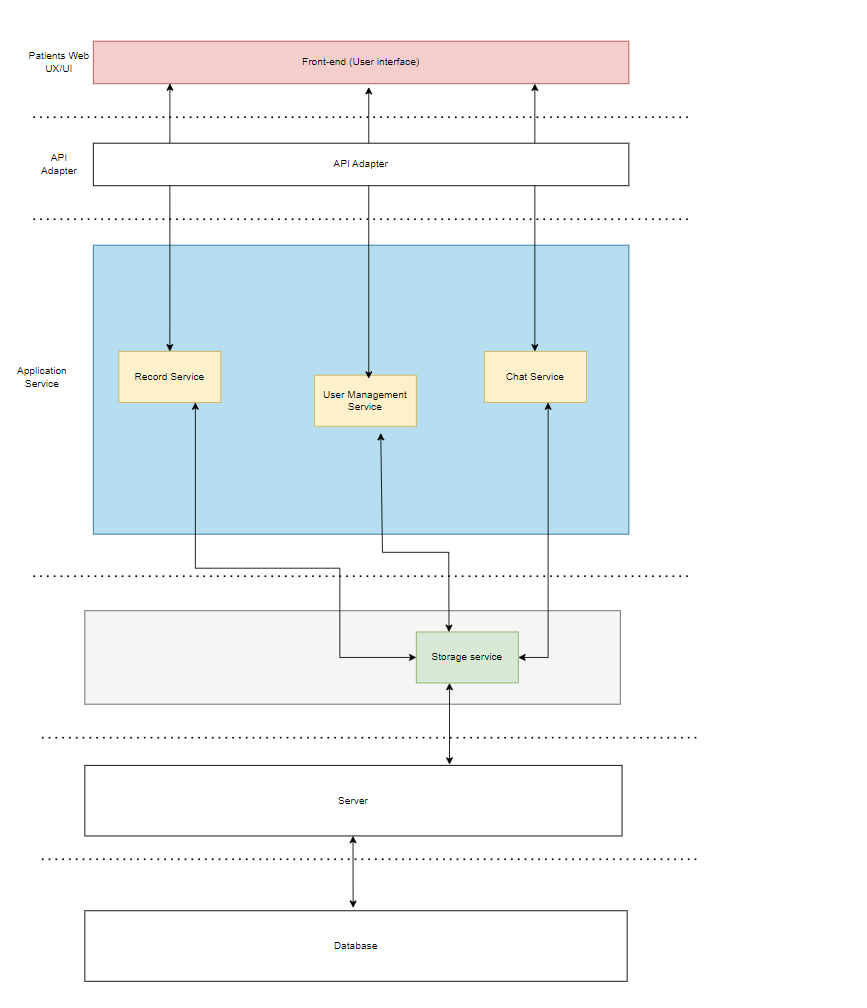 Patients Web
UX/UI
Front-end (User interface)
API
Adapter
API Adapter
Application
Service
Record Service
User Management
Service
Chat Service
Storage service
Server
Database